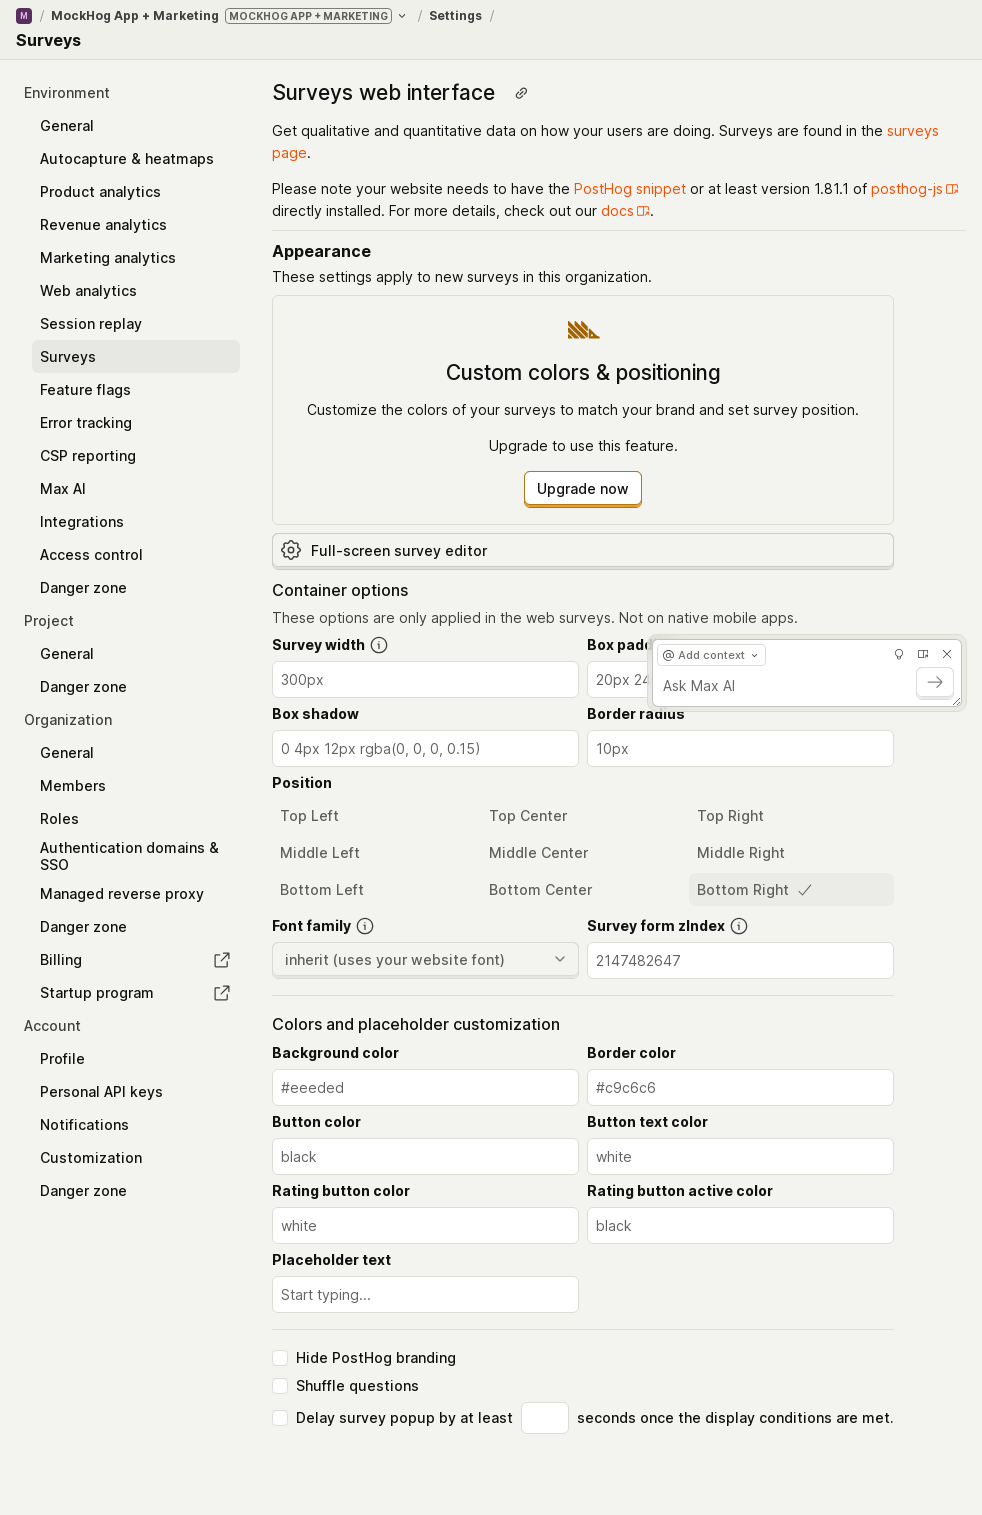 M / MockHog App + Marketing MOCKHOG APP + MARKETING / Settings /
Surveys
Environment
General
Autocapture & heatmaps
Product analytics
Revenue analytics
Marketing analytics
Web analytics
Session replay
Surveys
Feature flags
Error tracking
CSP reporting
Max AI
Integrations
Access control
Danger zone
Project
General
Danger zone
Organization
General
Members
Roles
Authentication domains &
SSO
Managed reverse proxy
Danger zone
Billing
Startup program
Account
Profile
Personal API keys
Notifications
Customization
Danger zone
Surveys web interface
Get qualitative and quantitative data on how your users are doing. Surveys are found in the surveys
page.
Please note your website needs to have the PostHog snippet or at least version 1.81.1 of posthog-js
directly installed. For more details, check out our docs.
Appearance
These settings apply to new surveys in this organization.
Custom colors & positioning
Customize the colors of your surveys to match your brand and set survey position.
Upgrade to use this feature.
Upgrade now
Full-screen survey editor
Container options
These options are only applied in the web surveys. Not on native mobile apps.
Survey width
Box padd
300px
20px 24
@ Add context
Ask Max AI
Box shadow
Border radius
0 4px 12px rgba(0, 0, 0, 0.15)
10px
Position
Top Left Top Center Top Right
Middle Left Middle Center Middle Right
Bottom Left Bottom Center Bottom Right
Font family
Survey form zIndex
inherit (uses your website font)
2147482647
Colors and placeholder customization
Background color
Border color
#eeeded
#c9c6c6
Button color
Button text color
black
white
Rating button color
Rating button active color
white
black
Placeholder text
Start typing...
Hide PostHog branding
Shuffle questions
Delay survey popup by at least seconds once the display conditions are met.